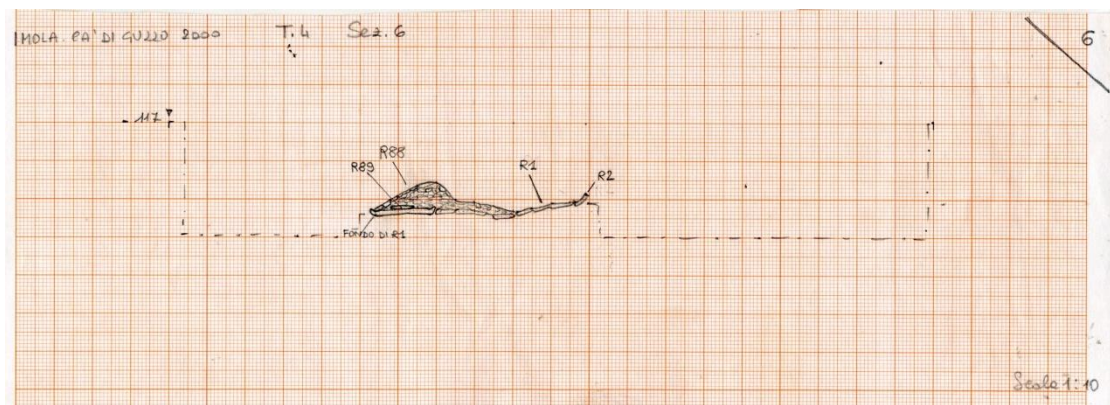 IMOLA. CA' DI GUZZO 2000 T.4 Sez. 6
6
- 117
R88
R89
R1
R2
FONDO DI R1
Scala 1:10